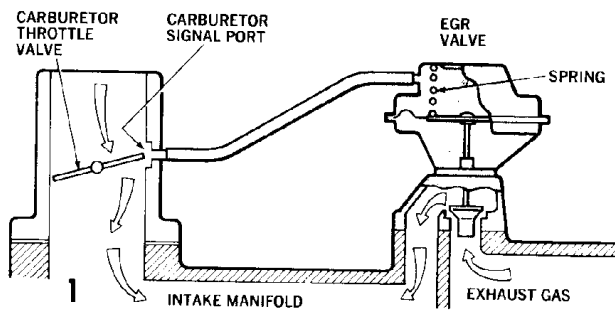 CARBURETOR
THROTTLE
VALVE
CARBURETOR
SIGNAL PORT
EGR
VALVE
SPRING
1
INTAKE MANIFOLD
EXHAUST GAS